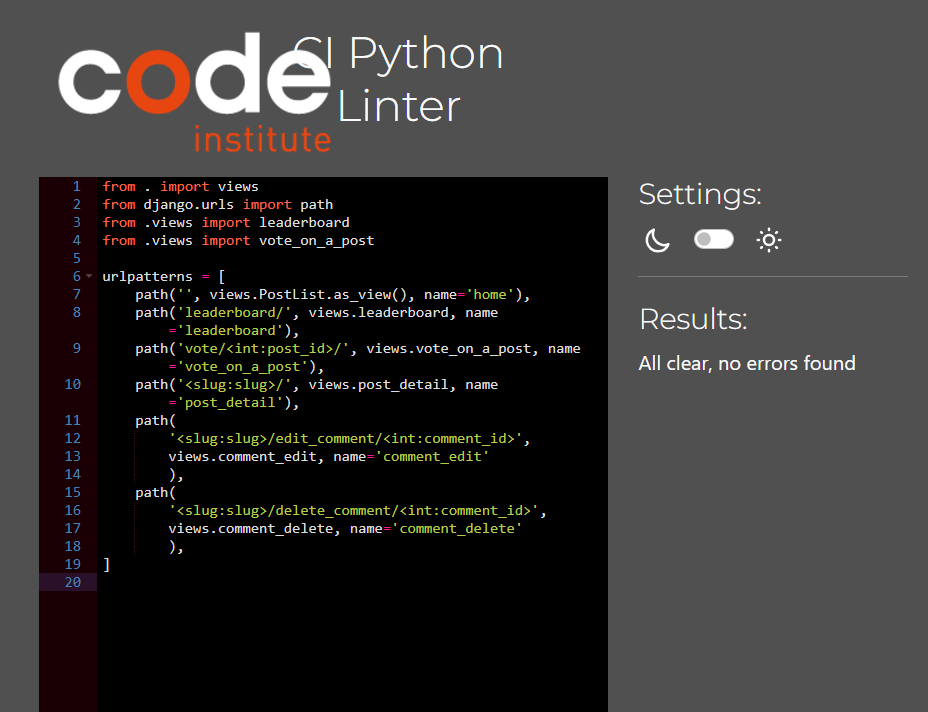 code
institute
CI Python
Linter
1 from . import views
2 from django.urls import path
3 from .views import leaderboard
4 from .views import vote_on_a_post
5
6 urlpatterns = [
7     path('', views.PostList.as_view(), name='home'),
8     path('leaderboard/', views.leaderboard, name
        ='leaderboard'),
9     path('vote/<int:post_id>/', views.vote_on_a_post, name
        ='vote_on_a_post'),
10     path('<slug:slug>/', views.post_detail, name
        ='post_detail'),
11     path(
12         '<slug:slug>/edit_comment/<int:comment_id>',
13         views.comment_edit, name='comment_edit'
14         ),
15     path(
16         '<slug:slug>/delete_comment/<int:comment_id>',
17         views.comment_delete, name='comment_delete'
18         ),
19 ]
20
Settings:
Results:
All clear, no errors found